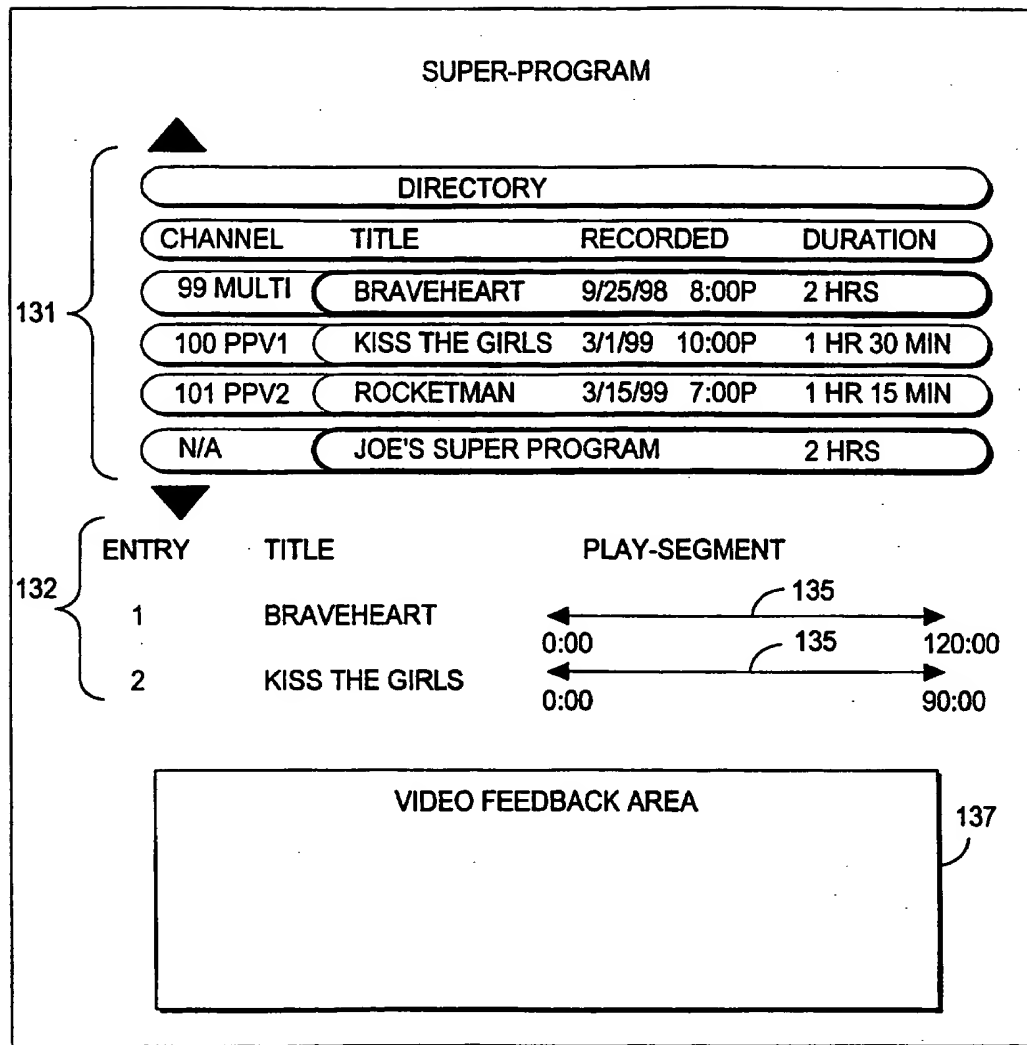 SUPER-PROGRAM
DIRECTORY
CHANNEL TITLE RECORDED DURATION
99 MULTI BRAVEHEART 9/25/98 8:00P 2 HRS
131
100 PPV1 KISS THE GIRLS 3/1/99 10:00P 1 HR 30 MIN
101 PPV2 ROCKETMAN 3/15/99 7:00P 1 HR 15 MIN
N/A JOE'S SUPER PROGRAM 2 HRS
ENTRY TITLE PLAY-SEGMENT
132
135
1 BRAVEHEART
0:00 120:00
135
2 KISS THE GIRLS
0:00 90:00
VIDEO FEEDBACK AREA
137